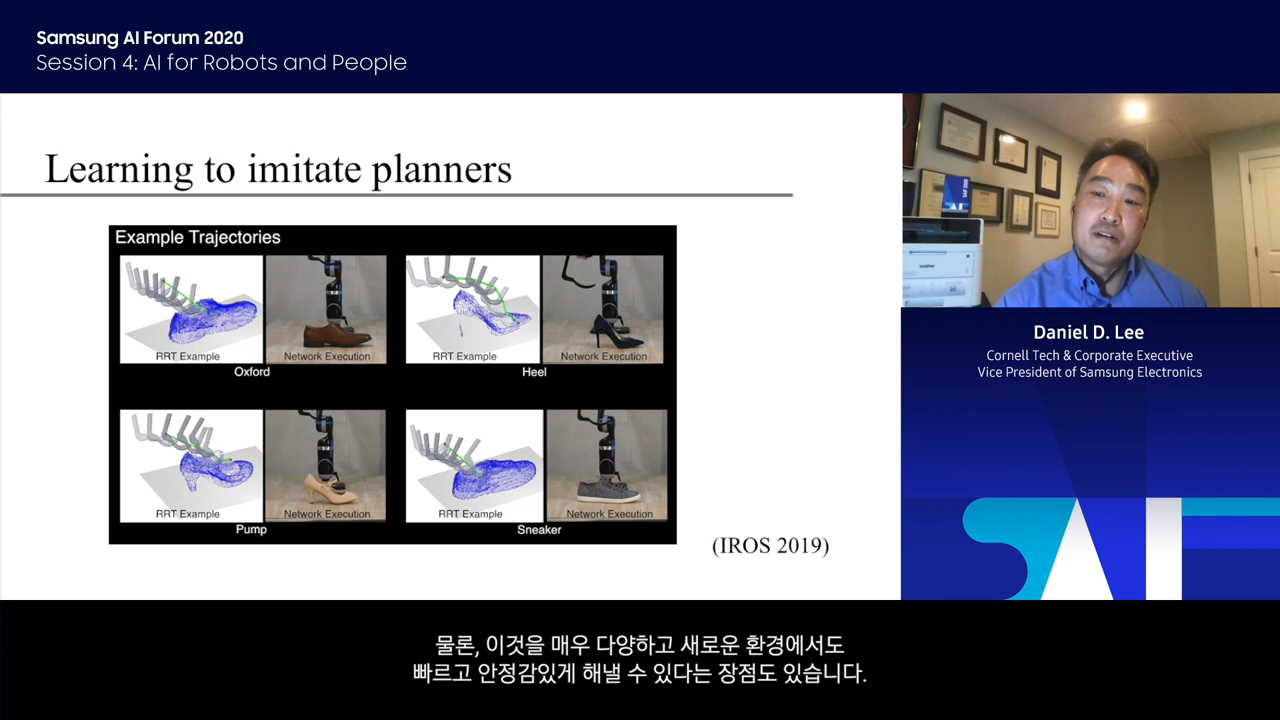 Samsung AI Forum 2020
Session 4: AI for Robots and People
Learning to imitate planners
Example Trajectories
RRT Example
Network Execution
Oxford
RRT Example
Network Execution
Heel
RRT Example
Network Execution
Pump
RRT Example
Network Execution
Sneaker
(IROS 2019)
brother
Daniel D. Lee
Cornell Tech & Corporate Executive
Vice President of Samsung Electronics
SAF
물론, 이것을 매우 다양하고 새로운 환경에서도
빠르고 안정감있게 해낼 수 있다는 장점도 있습니다.